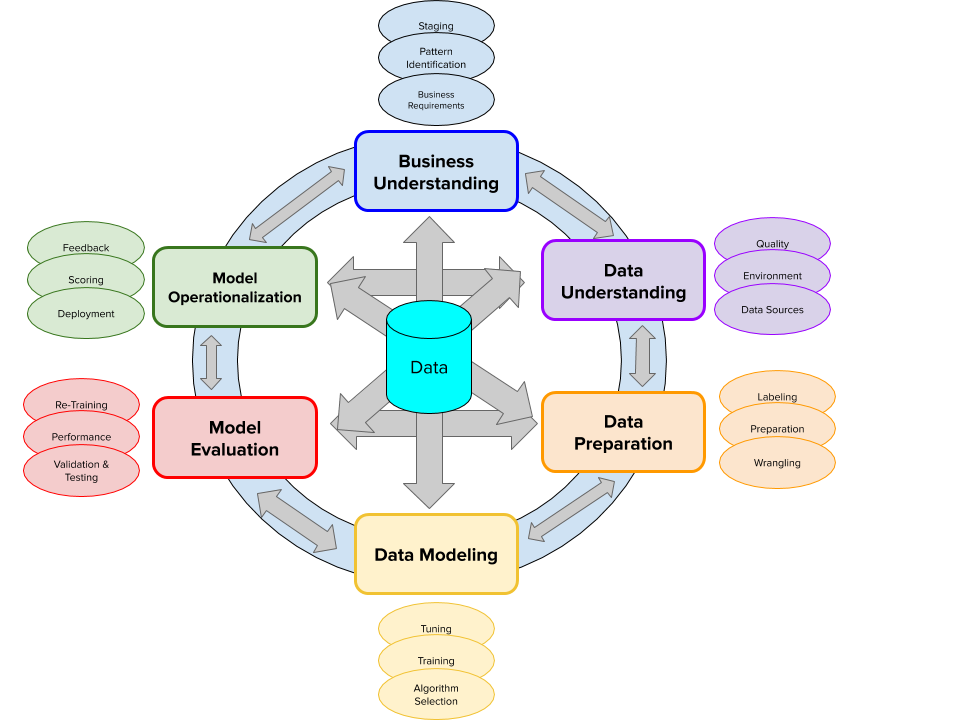 Staging
Pattern
Identification
Business
Requirements
Business
Understanding
Feedback
Scoring
Deployment
Model
Operationalization
Data
Understanding
Quality
Environment
Data Sources
Data
Re-Training
Performance
Validation &
Testing
Model
Evaluation
Data
Preparation
Labeling
Preparation
Wrangling
Data Modeling
Tuning
Training
Algorithm
Selection